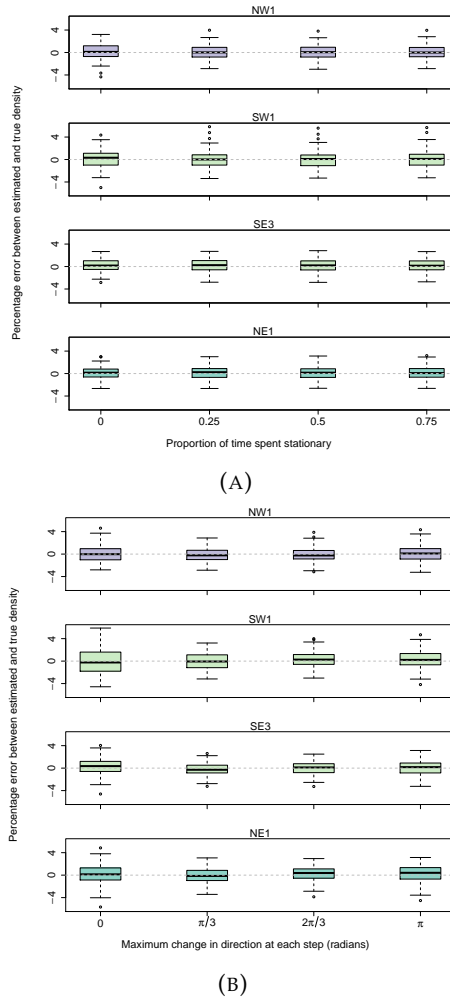 NW1
4
0
−4
SW1
4
0
−4
SE3
4
0
−4
NE1
4
0
−4
0 0.25 0.5 0.75
Proportion of time spent stationary
Percentage error between estimated and true density
(A)
NW1
4
0
−4
SW1
4
0
−4
SE3
4
0
−4
NE1
4
0
−4
0 π/3 2π/3 π
Maximum change in direction at each step (radians)
Percentage error between estimated and true density
(B)